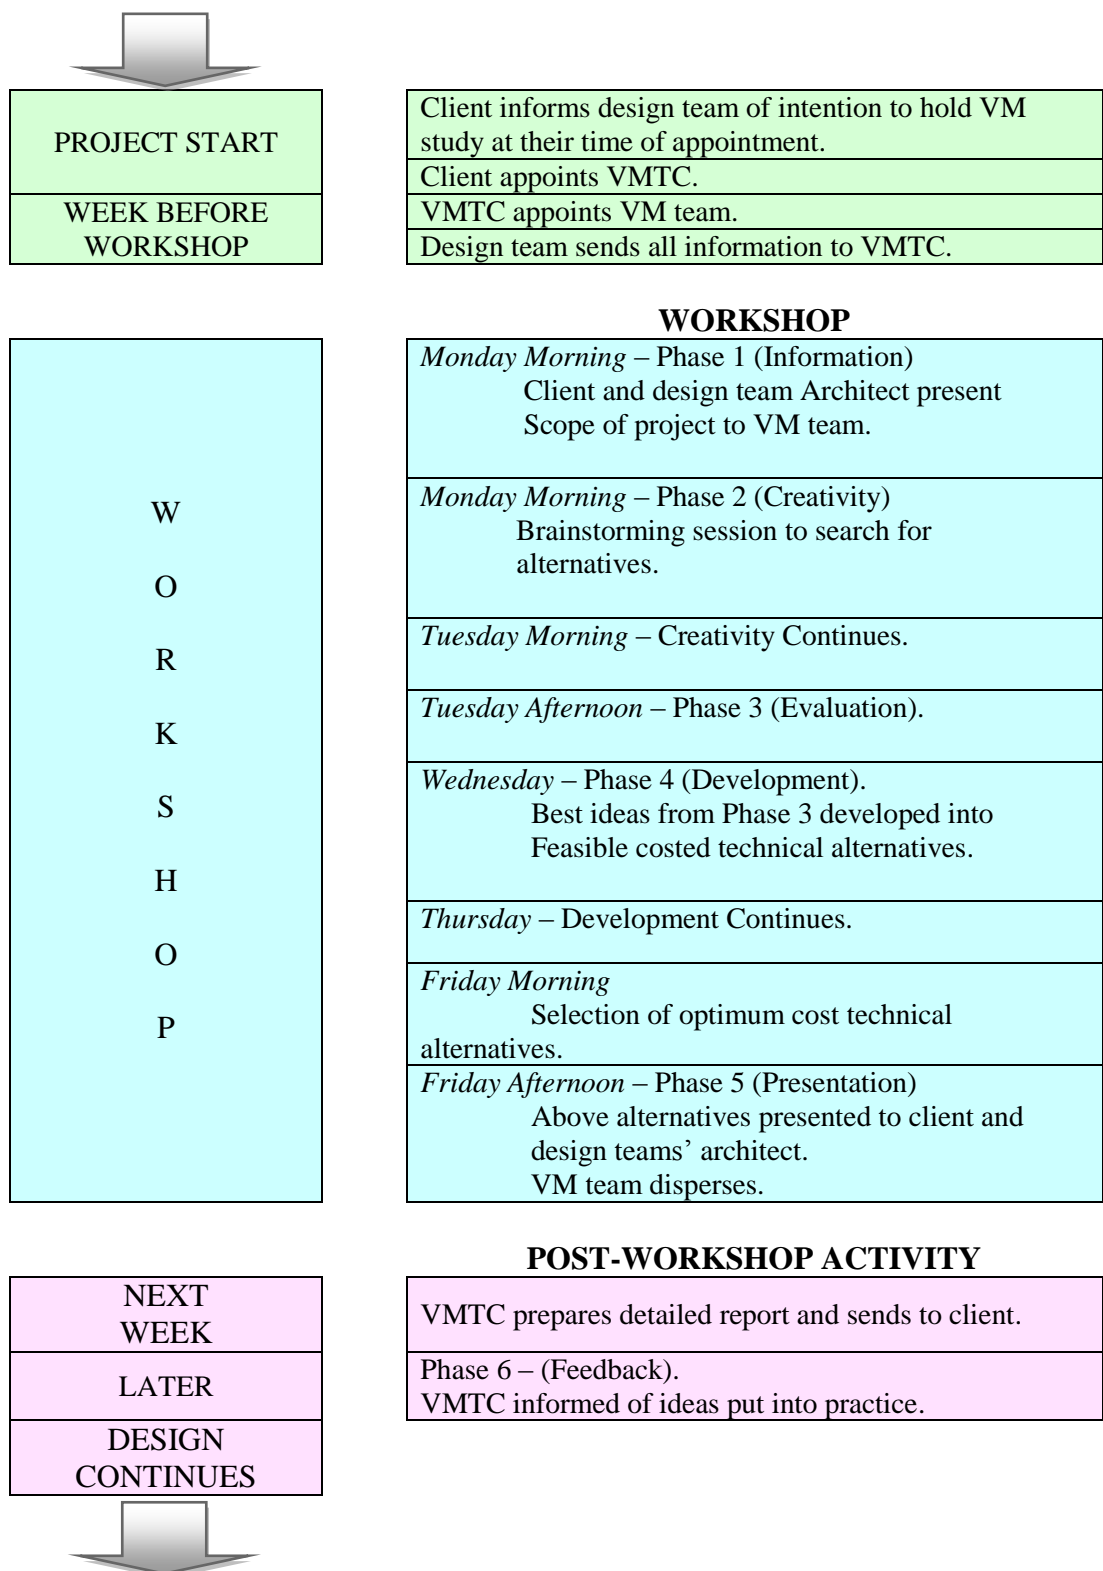 PROJECT START
Client informs design team of intention to hold VM
study at their time of appointment.
Client appoints VMTC.
WEEK BEFORE
WORKSHOP
VMTC appoints VM team.
Design team sends all information to VMTC.
WORKSHOP
W
O
R
K
S
H
O
P
Monday Morning – Phase 1 (Information)
Client and design team Architect present
Scope of project to VM team.
Monday Morning – Phase 2 (Creativity)
Brainstorming session to search for
alternatives.
Tuesday Morning – Creativity Continues.
Tuesday Afternoon – Phase 3 (Evaluation).
Wednesday – Phase 4 (Development).
Best ideas from Phase 3 developed into
Feasible costed technical alternatives.
Thursday – Development Continues.
Friday Morning
Selection of optimum cost technical
alternatives.
Friday Afternoon – Phase 5 (Presentation)
Above alternatives presented to client and
design teams’ architect.
VM team disperses.
POST-WORKSHOP ACTIVITY
NEXT
WEEK
VMTC prepares detailed report and sends to client.
LATER
Phase 6 – (Feedback).
VMTC informed of ideas put into practice.
DESIGN
CONTINUES